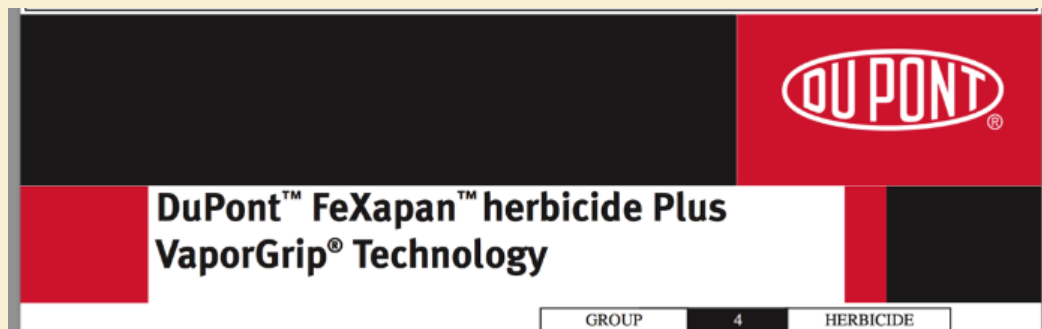 DU PONT®
DuPont™ FeXapan™ herbicide Plus
VaporGrip® Technology
GROUP 4 HERBICIDE